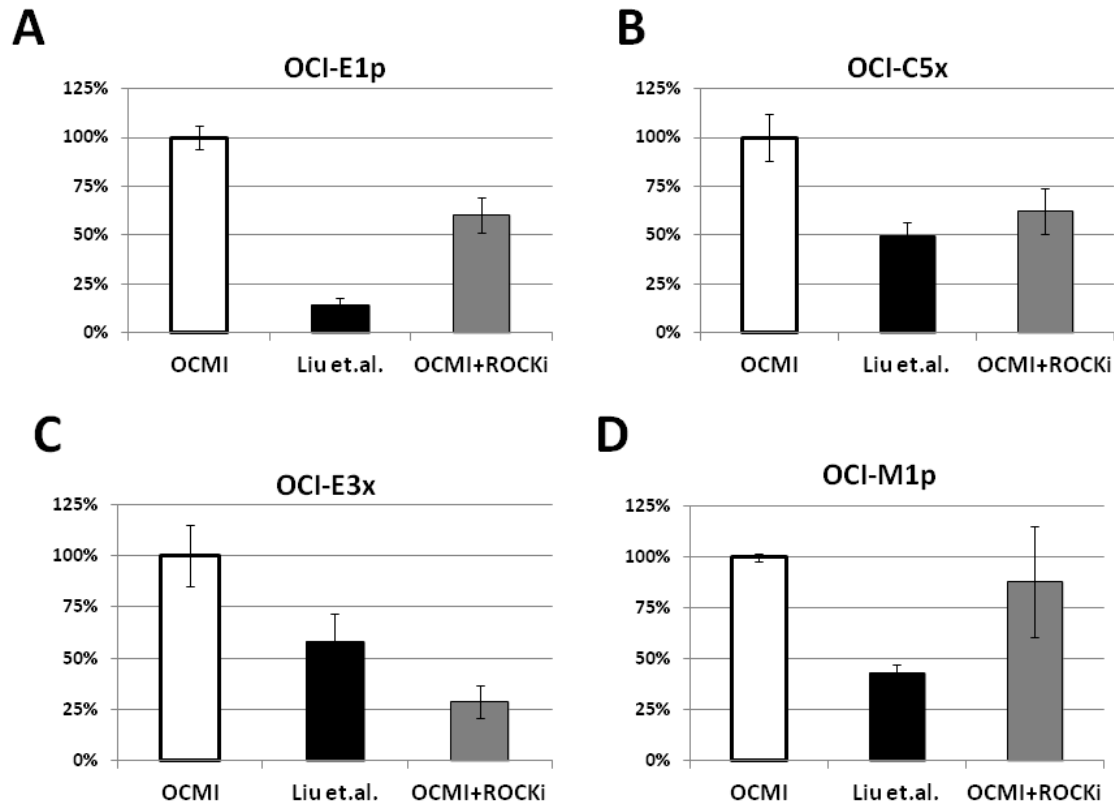 A
OCI-E1p
125%
100%
75%
50%
25%
0%
OCMI
Liu et.al.
OCMI+ROCKi
B
OCI-C5x
125%
100%
75%
50%
25%
0%
OCMI
Liu et.al.
OCMI+ROCKi
C
OCI-E3x
125%
100%
75%
50%
25%
0%
OCMI
Liu et.al.
OCMI+ROCKi
D
OCI-M1p
125%
100%
75%
50%
25%
0%
OCMI
Liu et.al.
OCMI+ROCKi